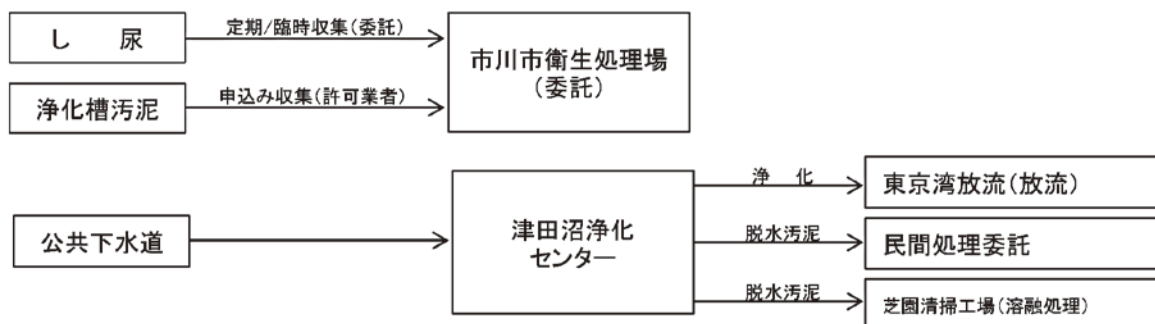 し　尿
定期/臨時収集(委託)
市川市衛生処理場
(委託)
浄化槽汚泥
申込み収集(許可業者)
公共下水道
津田沼浄化
センター
浄　化
東京湾放流(放流)
脱水汚泥
民間処理委託
脱水汚泥
芝園清掃工場(溶融処理)